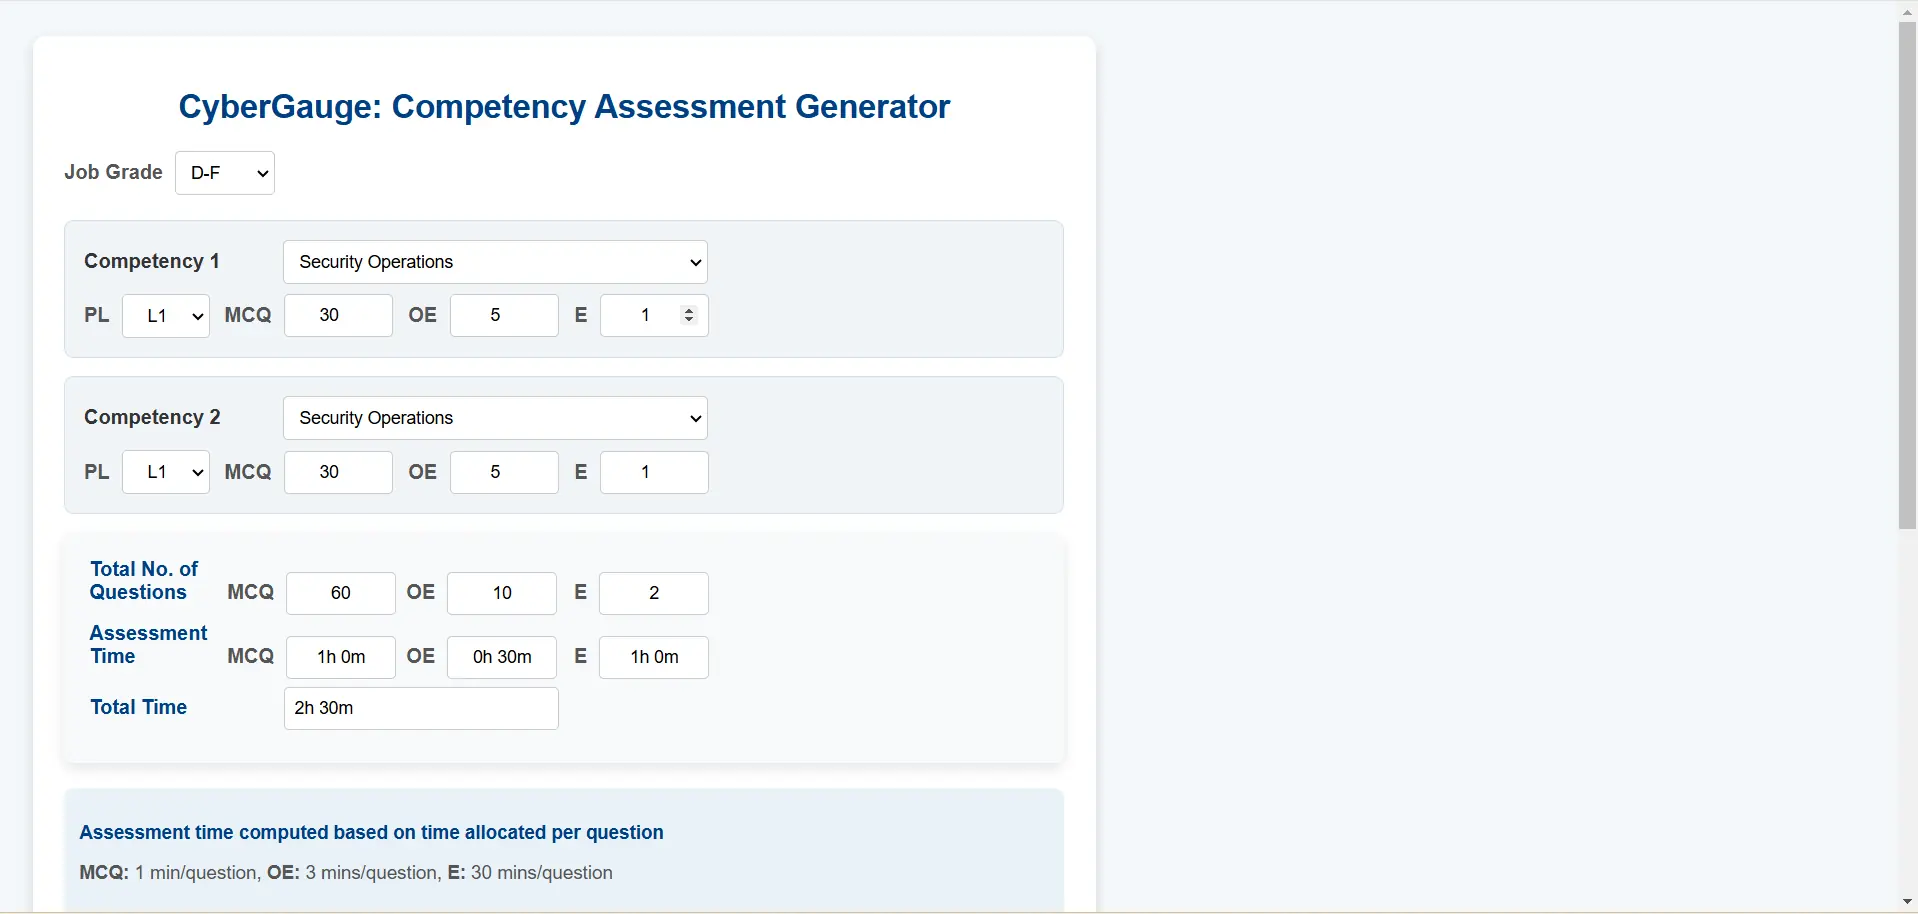 CyberGauge: Competency Assessment Generator
Job Grade D-F
Competency 1 Security Operations
PL L1 MCQ 30 OE 5 E 1
Competency 2 Security Operations
PL L1 MCQ 30 OE 5 E 1
Total No. of
Questions MCQ 60 OE 10 E 2
Assessment
Time MCQ 1h 0m OE 0h 30m E 1h 0m
Total Time 2h 30m
Assessment time computed based on time allocated per question
MCQ: 1 min/question, OE: 3 mins/question, E: 30 mins/question